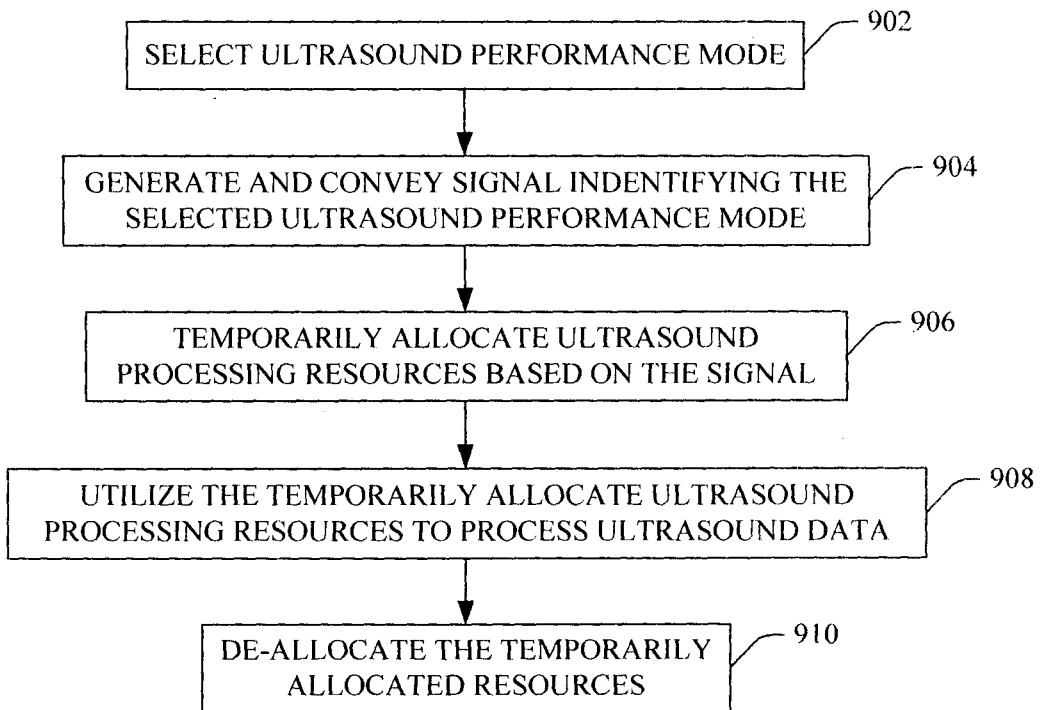 902
SELECT ULTRASOUND PERFORMANCE MODE
904
GENERATE AND CONVEY SIGNAL INDENTIFYING THE
SELECTED ULTRASOUND PERFORMANCE MODE
906
TEMPORARILY ALLOCATE ULTRASOUND
PROCESSING RESOURCES BASED ON THE SIGNAL
908
UTILIZE THE TEMPORARILY ALLOCATE ULTRASOUND
PROCESSING RESOURCES TO PROCESS ULTRASOUND DATA
910
DE-ALLOCATE THE TEMPORARILY
ALLOCATED RESOURCES